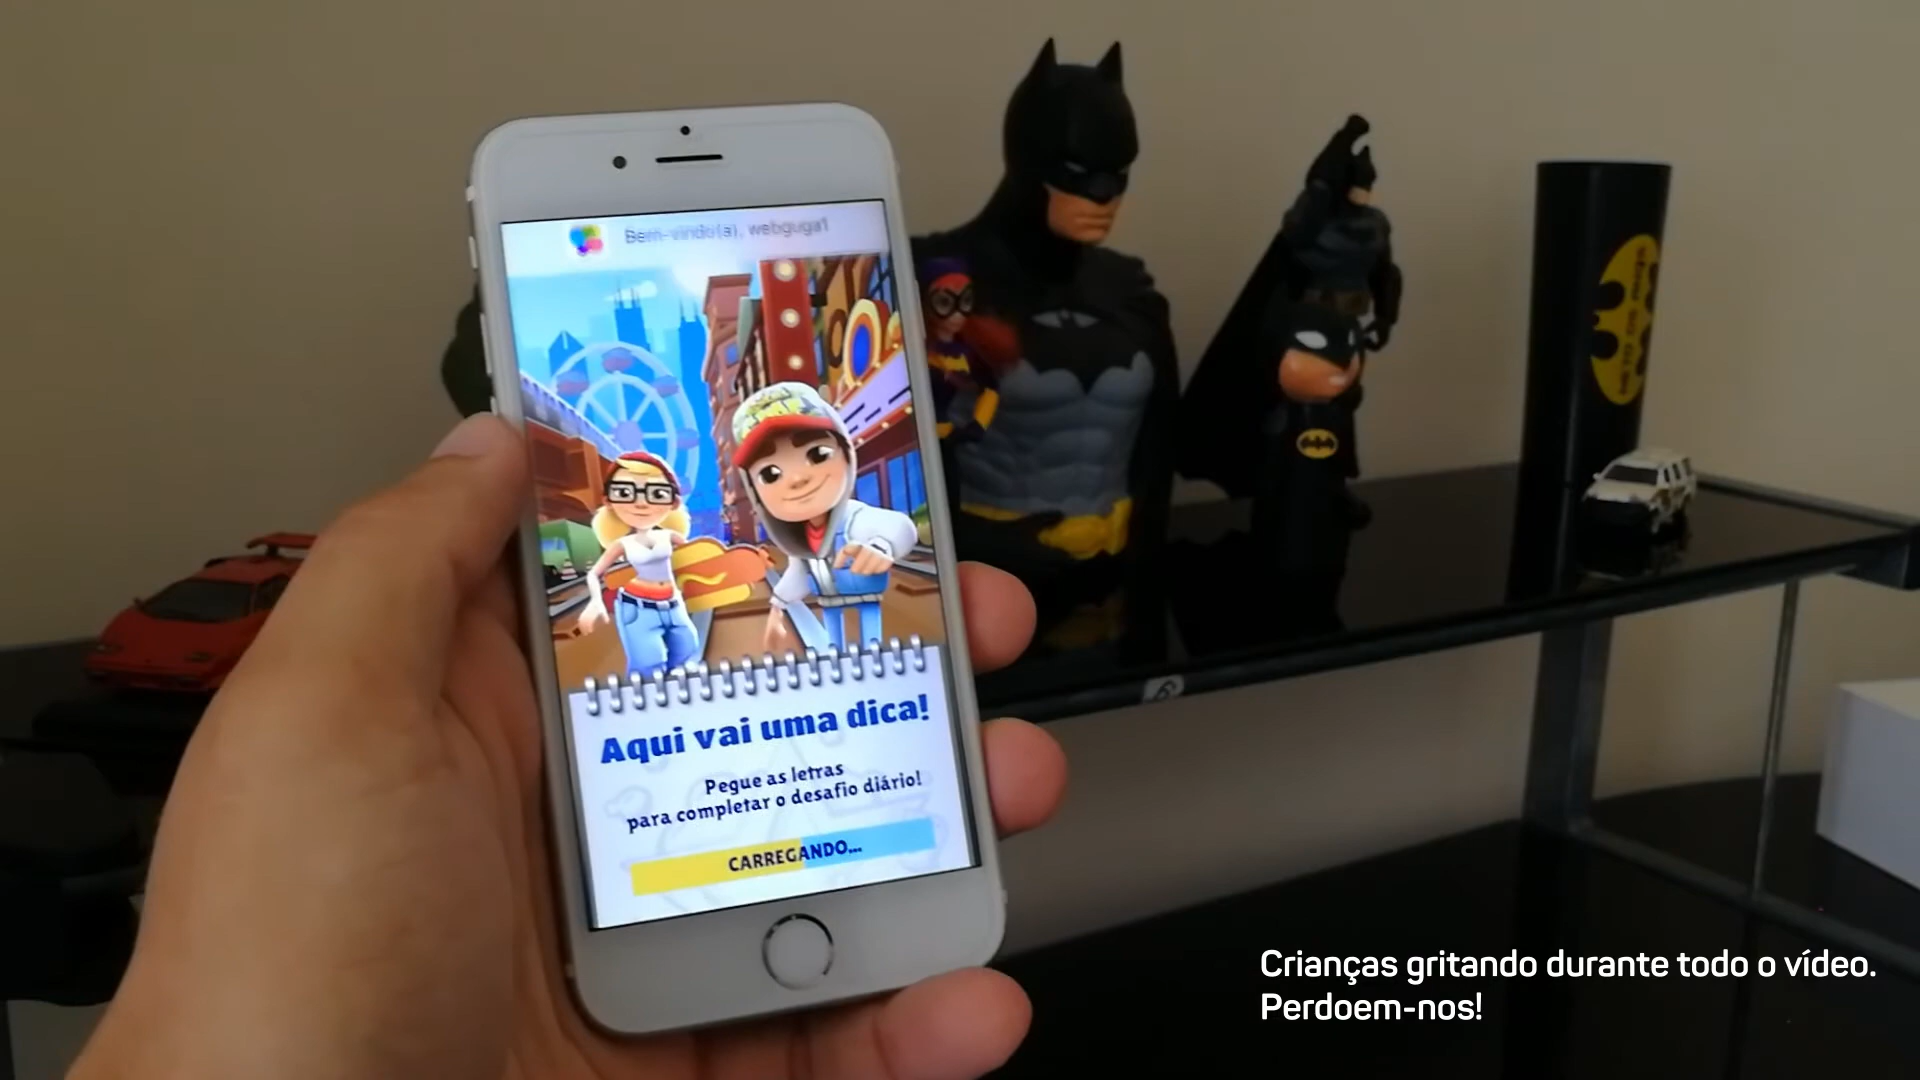 Bem-vindo(a), webguga1
Aqui vai uma dica!
Pegue as letras
para completar o desafio diário!
CARREGANDO...
Crianças gritando durante todo o vídeo.
Perdoem-nos!